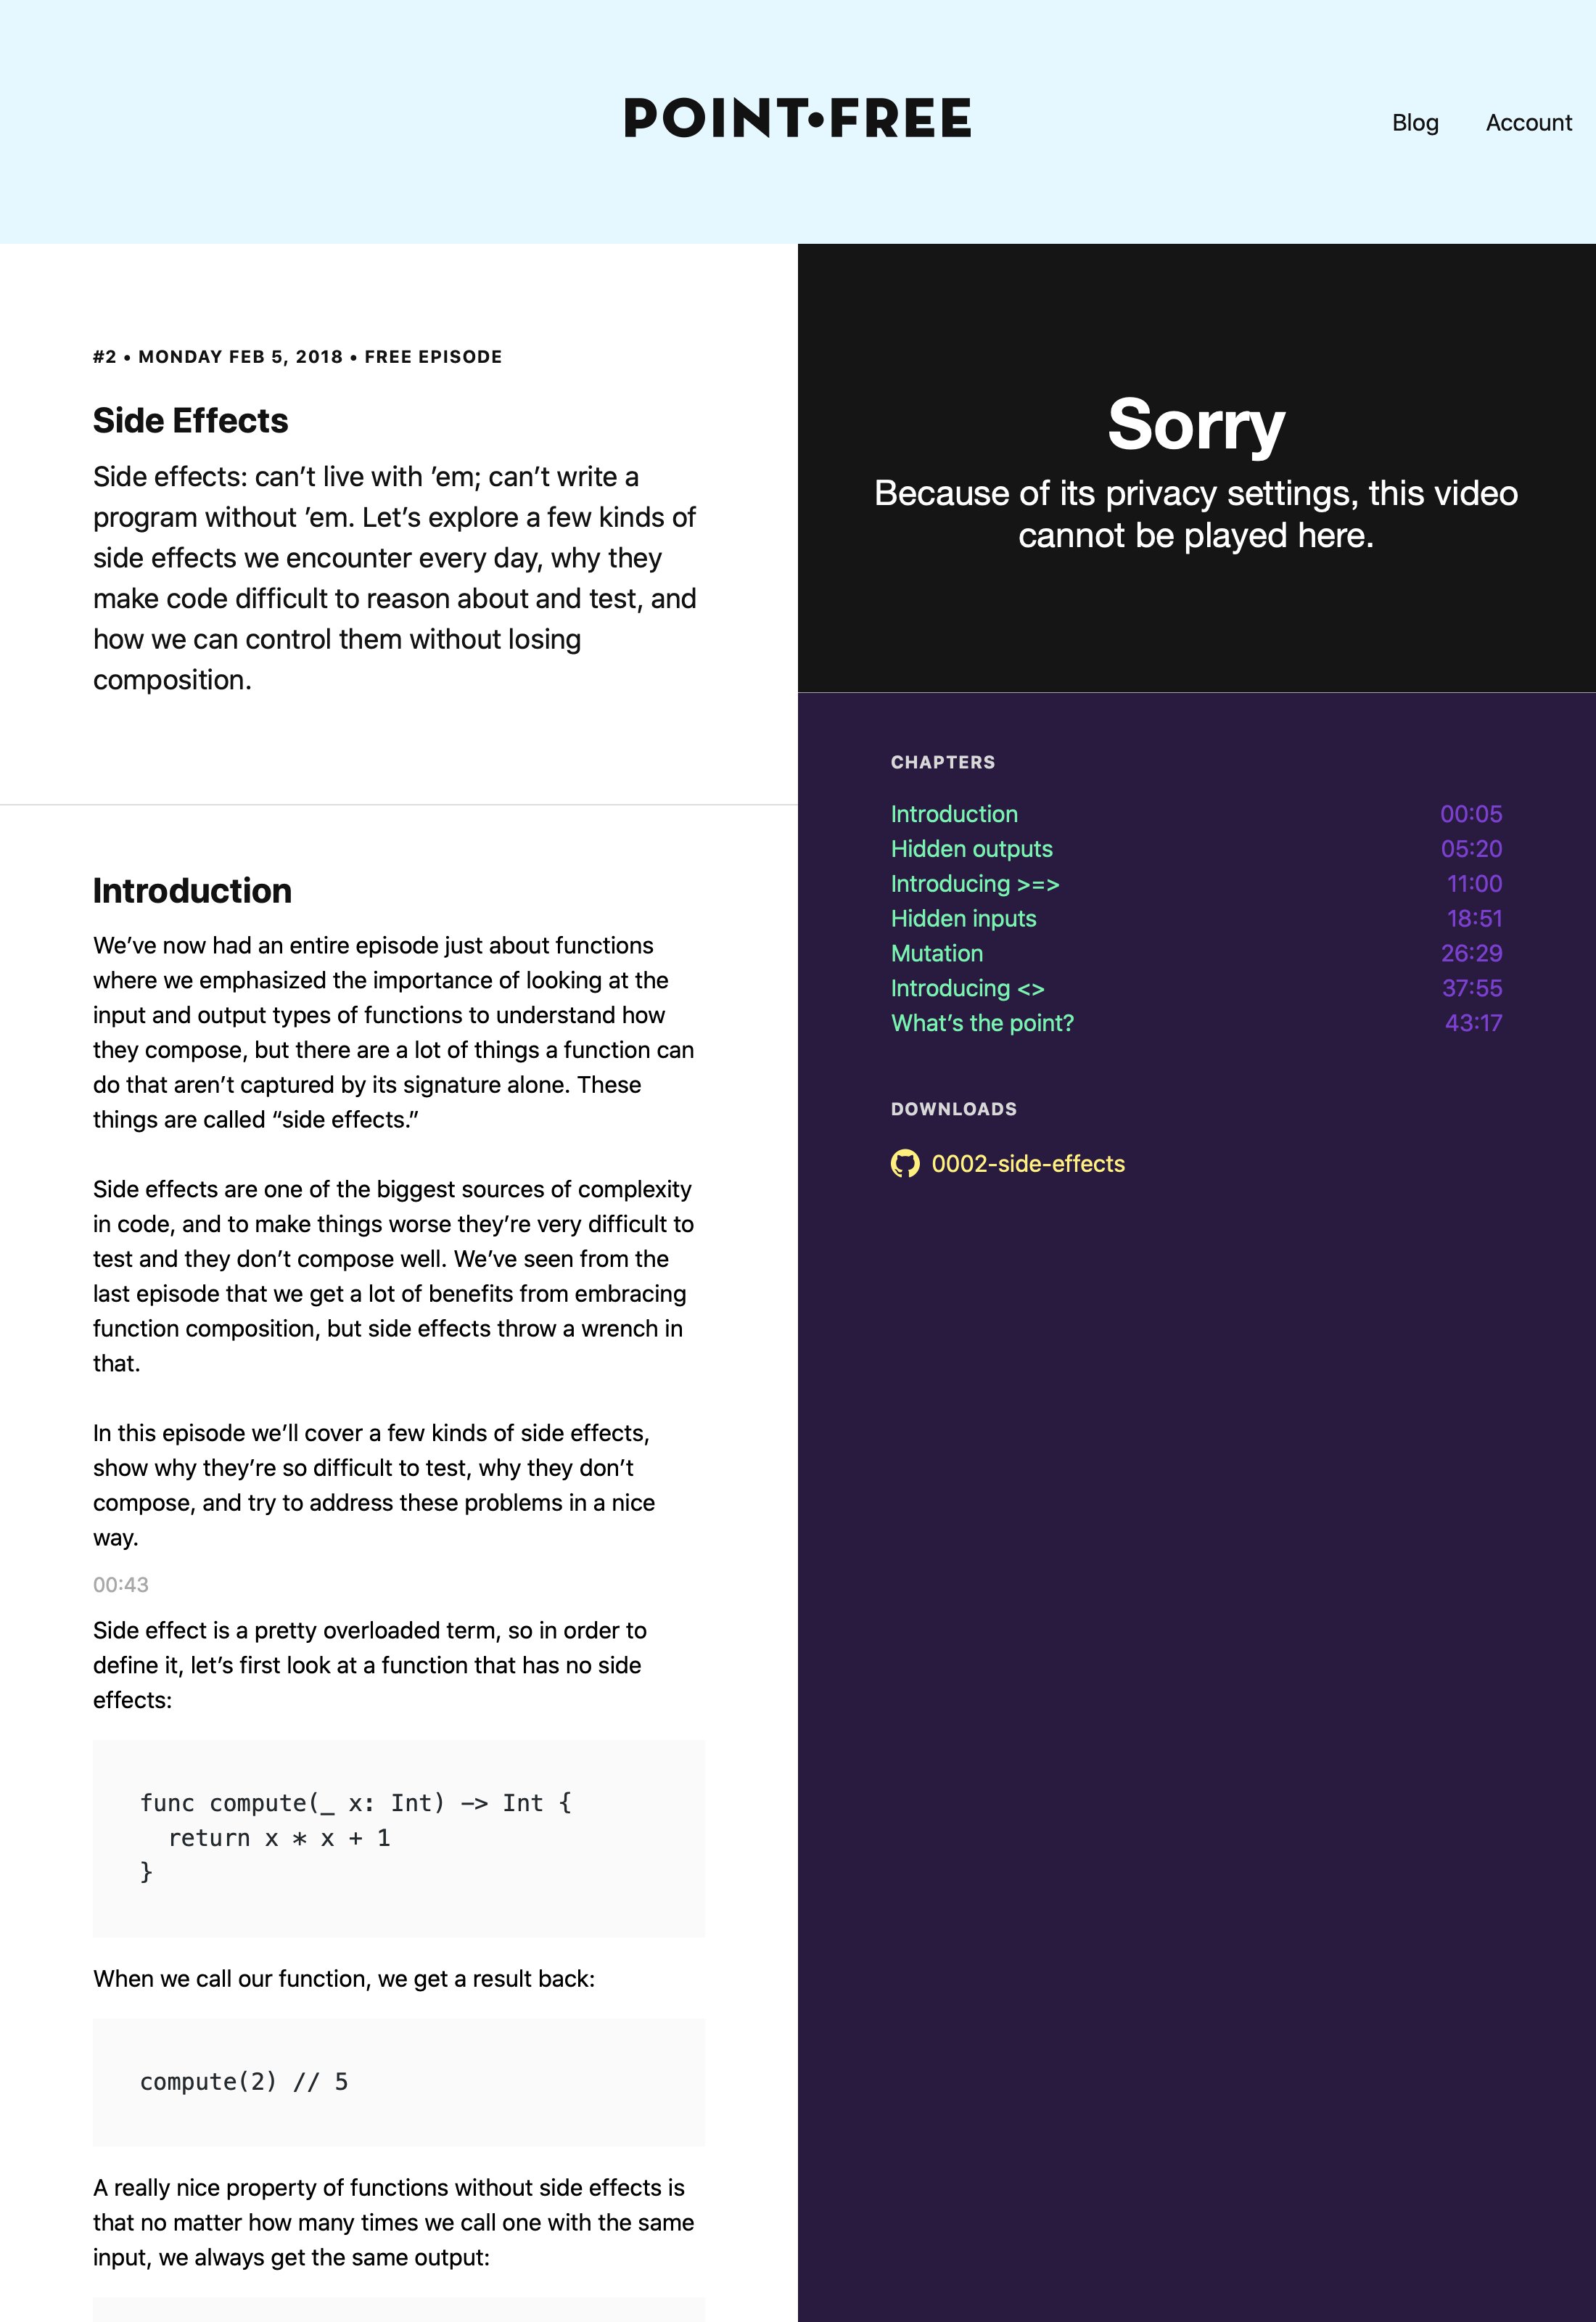 POINT•FREE
Blog
Account
#2 • MONDAY FEB 5, 2018 • FREE EPISODE
Side Effects
Side effects: can’t live with ’em; can’t write a
program without ’em. Let’s explore a few kinds of
side effects we encounter every day, why they
make code difficult to reason about and test, and
how we can control them without losing
composition.
Introduction
We’ve now had an entire episode just about functions
where we emphasized the importance of looking at the
input and output types of functions to understand how
they compose, but there are a lot of things a function can
do that aren’t captured by its signature alone. These
things are called “side effects.”
Side effects are one of the biggest sources of complexity
in code, and to make things worse they’re very difficult to
test and they don’t compose well. We’ve seen from the
last episode that we get a lot of benefits from embracing
function composition, but side effects throw a wrench in
that.
In this episode we’ll cover a few kinds of side effects,
show why they’re so difficult to test, why they don’t
compose, and try to address these problems in a nice
way.
00:43
Side effect is a pretty overloaded term, so in order to
define it, let’s first look at a function that has no side
effects:
func compute(_ x: Int) -> Int {
  return x * x + 1
}
When we call our function, we get a result back:
compute(2) // 5
A really nice property of functions without side effects is
that no matter how many times we call one with the same
input, we always get the same output:
Sorry
Because of its privacy settings, this video
cannot be played here.
CHAPTERS
Introduction 00:05
Hidden outputs 05:20
Introducing >=> 11:00
Hidden inputs 18:51
Mutation 26:29
Introducing <> 37:55
What’s the point? 43:17
DOWNLOADS
0002-side-effects